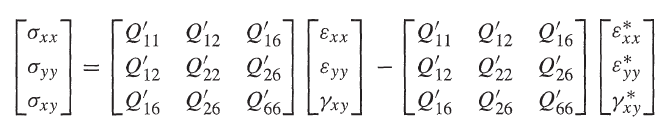 [σxx] [Q′11 Q′12 Q′16] [εxx] [Q′11 Q′12 Q′16] [ε*xx]
[σyy] = [Q′12 Q′22 Q′26] [εyy] − [Q′12 Q′22 Q′26] [ε*yy]
[σxy] [Q′16 Q′26 Q′66] [γxy] [Q′16 Q′26 Q′66] [γ*xy]